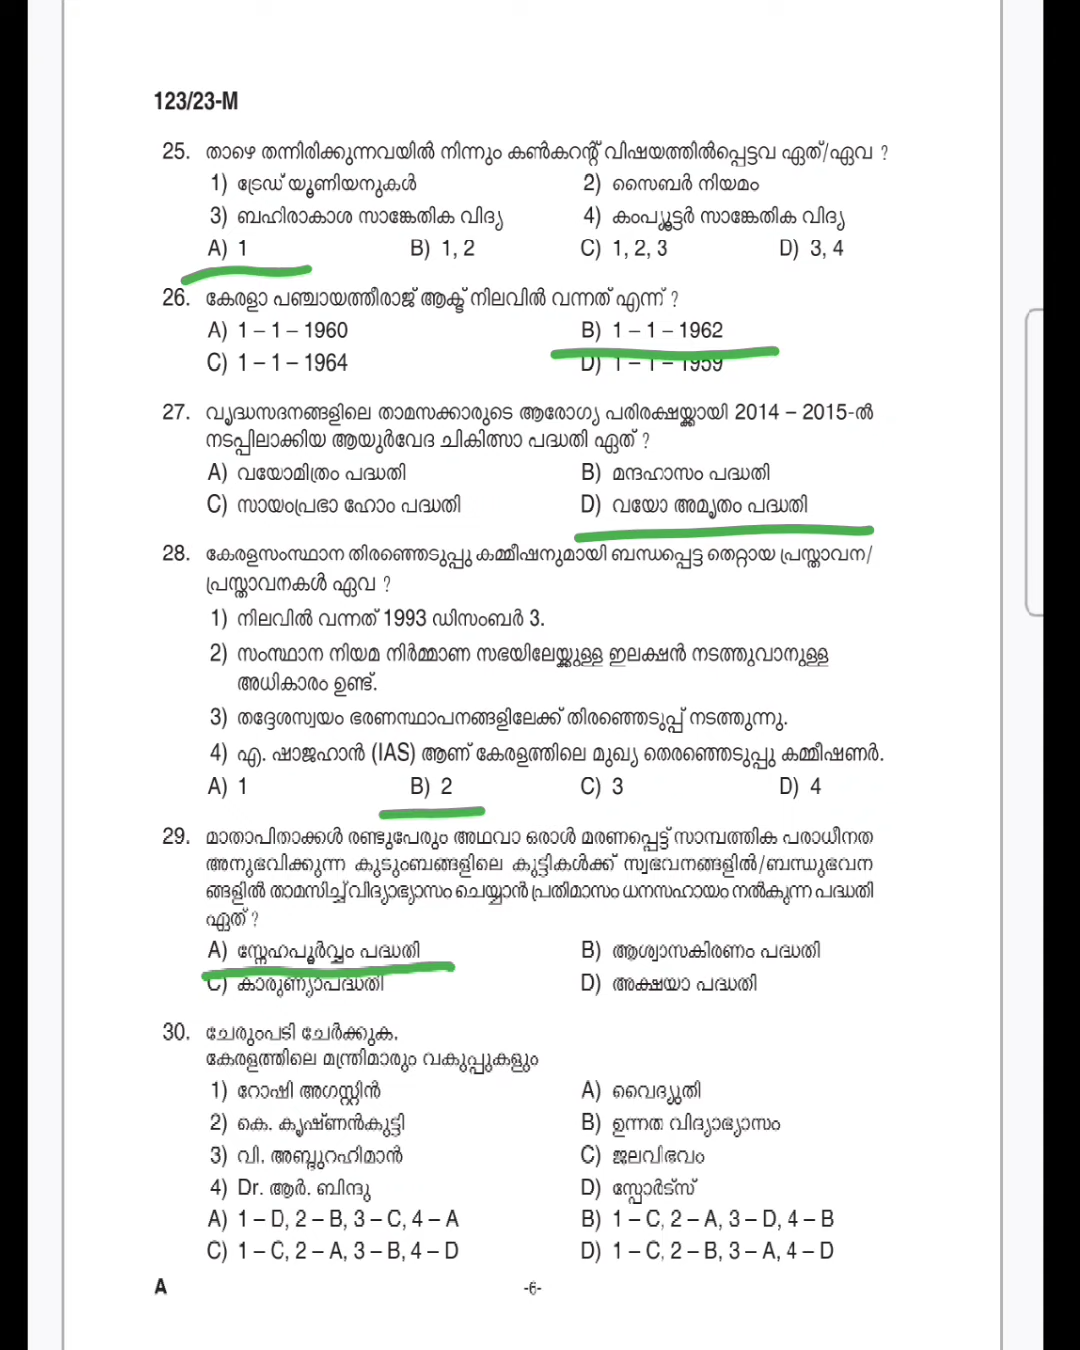 123/23-M
25. താഴെ തന്നിരിക്കുന്നവയിൽ നിന്നും കൺകറന്റ് വിഷയത്തിൽപ്പെട്ടവ ഏത്/ഏവ ?
1) ട്രേഡ് യൂണിയനുകൾ 2) സൈബർ നിയമം
3) ബഹിരാകാശ സാങ്കേതിക വിദ്യ 4) കംപ്യൂട്ടർ സാങ്കേതിക വിദ്യ
A) 1 B) 1, 2 C) 1, 2, 3 D) 3, 4
26. കേരളാ പഞ്ചായത്തീരാജ് ആക്ട് നിലവിൽ വന്നത് എന്ന് ?
A) 1 – 1 – 1960 B) 1 – 1 – 1962
C) 1 – 1 – 1964 D) 1 – 1 – 1959
27. വൃദ്ധസദനങ്ങളിലെ താമസക്കാരുടെ ആരോഗ്യ പരിരക്ഷയ്ക്കായി 2014 – 2015-ൽ
നടപ്പിലാക്കിയ ആയുർവേദ ചികിത്സാ പദ്ധതി ഏത് ?
A) വയോമിത്രം പദ്ധതി B) മന്ദഹാസം പദ്ധതി
C) സായംപ്രഭാ ഹോം പദ്ധതി D) വയോ അമൃതം പദ്ധതി
28. കേരളസംസ്ഥാന തിരഞ്ഞെടുപ്പു കമ്മീഷനുമായി ബന്ധപ്പെട്ട തെറ്റായ പ്രസ്താവന/
പ്രസ്താവനകൾ ഏവ ?
1) നിലവിൽ വന്നത് 1993 ഡിസംബർ 3.
2) സംസ്ഥാന നിയമ നിർമ്മാണ സഭയിലേയ്ക്കുള്ള ഇലക്ഷൻ നടത്തുവാനുള്ള
അധികാരം ഉണ്ട്.
3) തദ്ദേശസ്വയം ഭരണസ്ഥാപനങ്ങളിലേക്ക് തിരഞ്ഞെടുപ്പ് നടത്തുന്നു.
4) എ. ഷാജഹാൻ (IAS) ആണ് കേരളത്തിലെ മുഖ്യ തെരഞ്ഞെടുപ്പു കമ്മീഷണർ.
A) 1 B) 2 C) 3 D) 4
29. മാതാപിതാക്കൾ രണ്ടുപേരും അഥവാ ഒരാൾ മരണപ്പെട്ട് സാമ്പത്തിക പരാധീനത
അനുഭവിക്കുന്ന കുടുംബങ്ങളിലെ കുട്ടികൾക്ക് സ്വഭവനങ്ങളിൽ/ബന്ധുഭവന
ങ്ങളിൽ താമസിച്ച് വിദ്യാഭ്യാസം ചെയ്യാൻ പ്രതിമാസം ധനസഹായം നൽകുന്ന പദ്ധതി
ഏത് ?
A) സ്നേഹപൂർവ്വം പദ്ധതി B) ആശ്വാസകിരണം പദ്ധതി
C) കാരുണ്യാപദ്ധതി D) അക്ഷയാ പദ്ധതി
30. ചേരുംപടി ചേർക്കുക.
കേരളത്തിലെ മന്ത്രിമാരും വകുപ്പുകളും
1) റോഷി അഗസ്റ്റിൻ A) വൈദ്യുതി
2) കെ. കൃഷ്ണൻകുട്ടി B) ഉന്നത വിദ്യാഭ്യാസം
3) വി. അബ്ദുറഹിമാൻ C) ജലവിഭവം
4) Dr. ആർ. ബിന്ദു D) സ്പോർട്സ്
A) 1 – D, 2 – B, 3 – C, 4 – A B) 1 – C, 2 – A, 3 – D, 4 – B
C) 1 – C, 2 – A, 3 – B, 4 – D D) 1 – C, 2 – B, 3 – A, 4 – D
A -6-